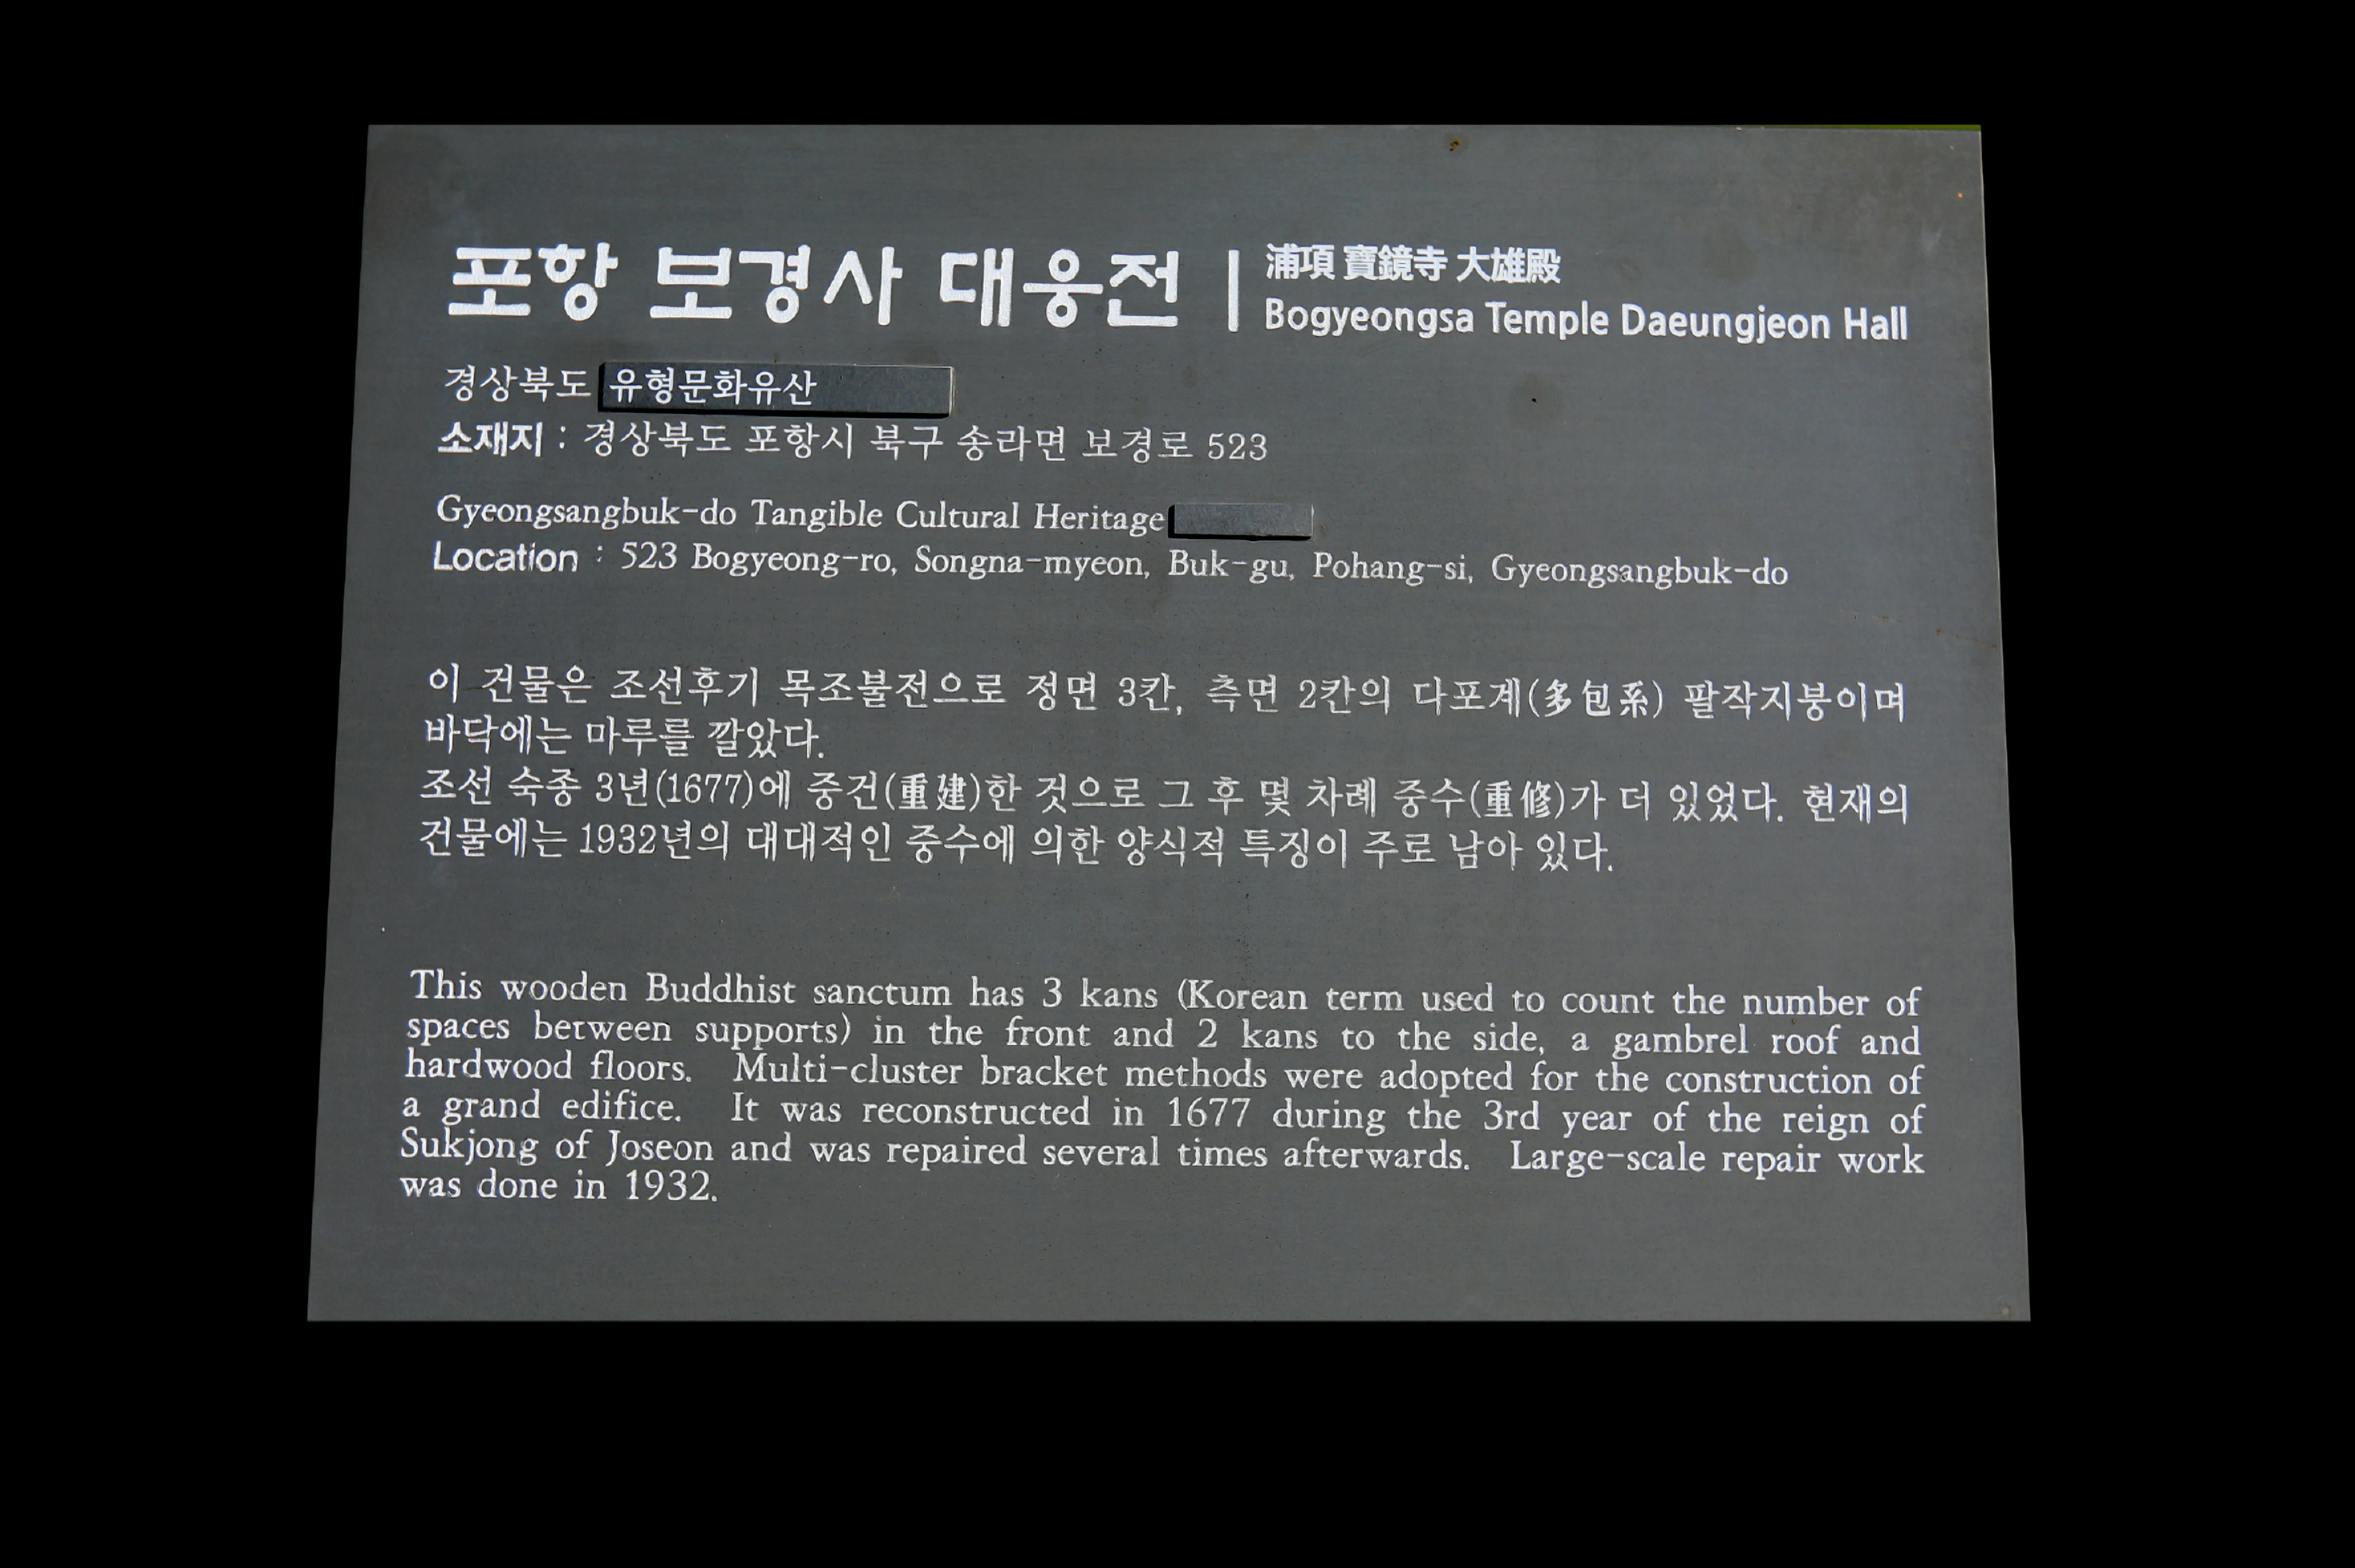 포항 보경사 대웅전 | 浦項 寶鏡寺 大雄殿
Bogyeongsa Temple Daeungjeon Hall
경상북도 유형문화유산
소재지 : 경상북도 포항시 북구 송라면 보경로 523
Gyeongsangbuk-do Tangible Cultural Heritage
Location : 523 Bogyeong-ro, Songna-myeon, Buk-gu, Pohang-si, Gyeongsangbuk-do
이 건물은 조선후기 목조불전으로 정면 3칸, 측면 2칸의 다포계(多包系) 팔작지붕이며
바닥에는 마루를 깔았다.
조선 숙종 3년(1677)에 중건(重建)한 것으로 그 후 몇 차례 중수(重修)가 더 있었다. 현재의
건물에는 1932년의 대대적인 중수에 의한 양식적 특징이 주로 남아 있다.
This wooden Buddhist sanctum has 3 kans (Korean term used to count the number of
spaces between supports) in the front and 2 kans to the side, a gambrel roof and
hardwood floors. Multi-cluster bracket methods were adopted for the construction of
a grand edifice. It was reconstructed in 1677 during the 3rd year of the reign of
Sukjong of Joseon and was repaired several times afterwards. Large-scale repair work
was done in 1932.